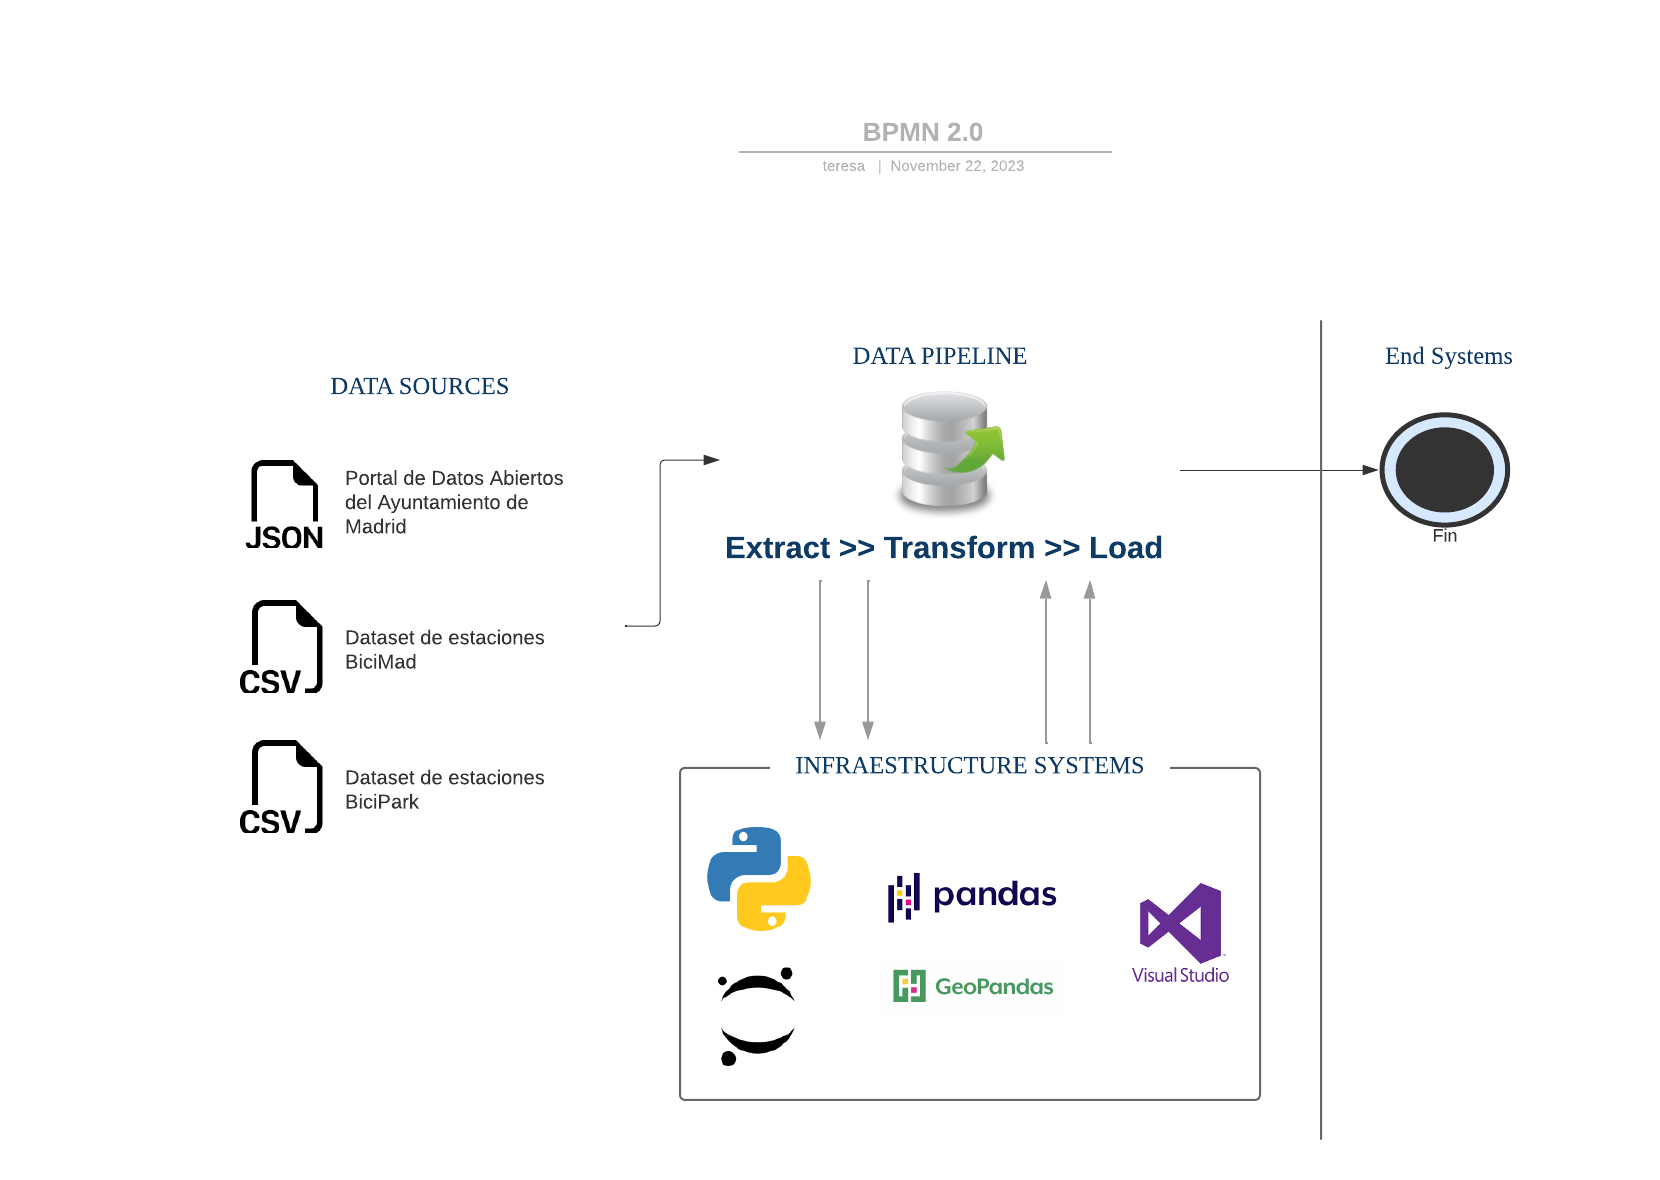 BPMN 2.0
teresa | November 22, 2023
DATA SOURCES
JSON
Portal de Datos Abiertos
del Ayuntamiento de
Madrid
CSV
Dataset de estaciones
BiciMad
CSV
Dataset de estaciones
BiciPark
DATA PIPELINE
Extract >> Transform >> Load
INFRAESTRUCTURE SYSTEMS
pandas
GeoPandas
Visual Studio
End Systems
Fin